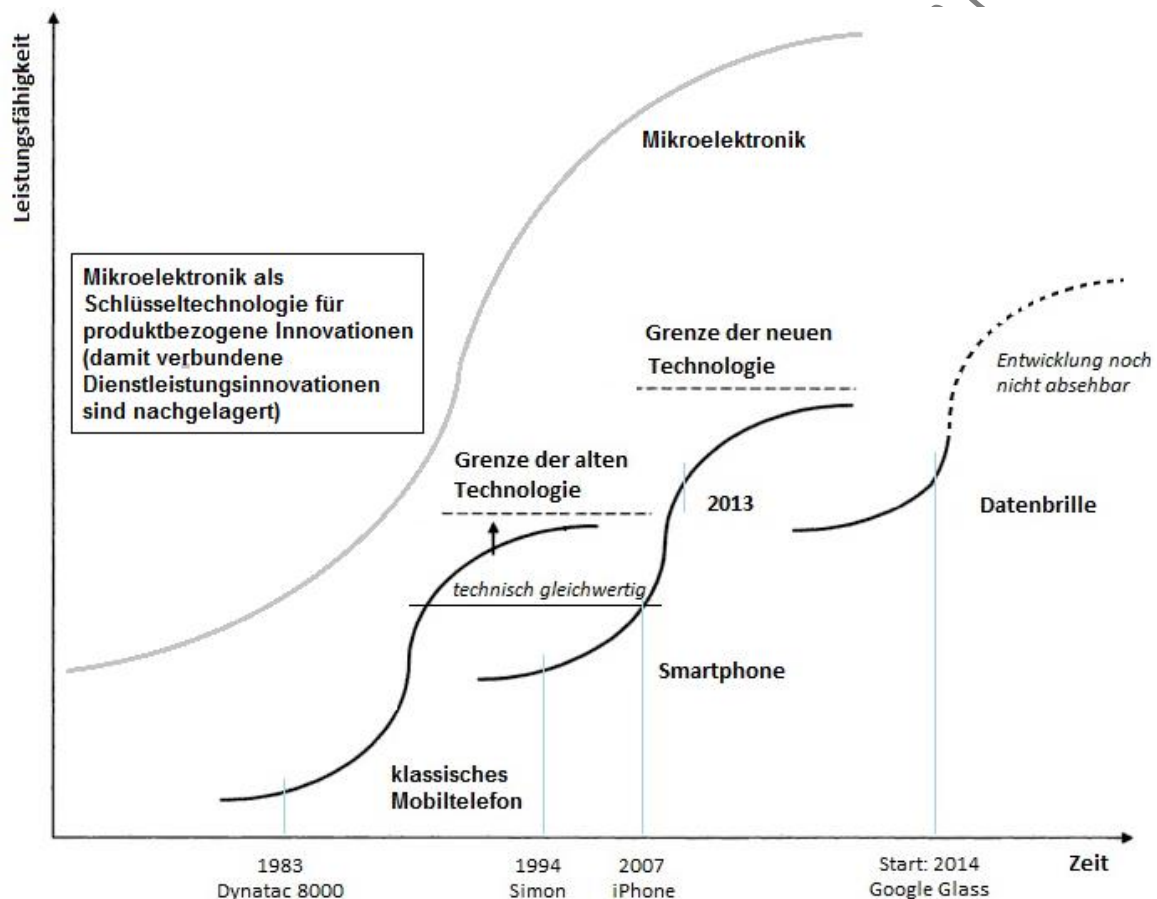 Leistungsfähigkeit
Mikroelektronik
Mikroelektronik als
Schlüsseltechnologie für
produktbezogene Innovationen
(damit verbundene
Dienstleistungsinnovationen
sind nachgelagert)
Grenze der neuen
Technologie
Entwicklung noch
nicht absehbar
Grenze der alten
Technologie
2013
Datenbrille
technisch gleichwertig
Smartphone
klassisches
Mobiltelefon
1983
Dynatac 8000
1994
Simon
2007
iPhone
Start: 2014
Google Glass
Zeit